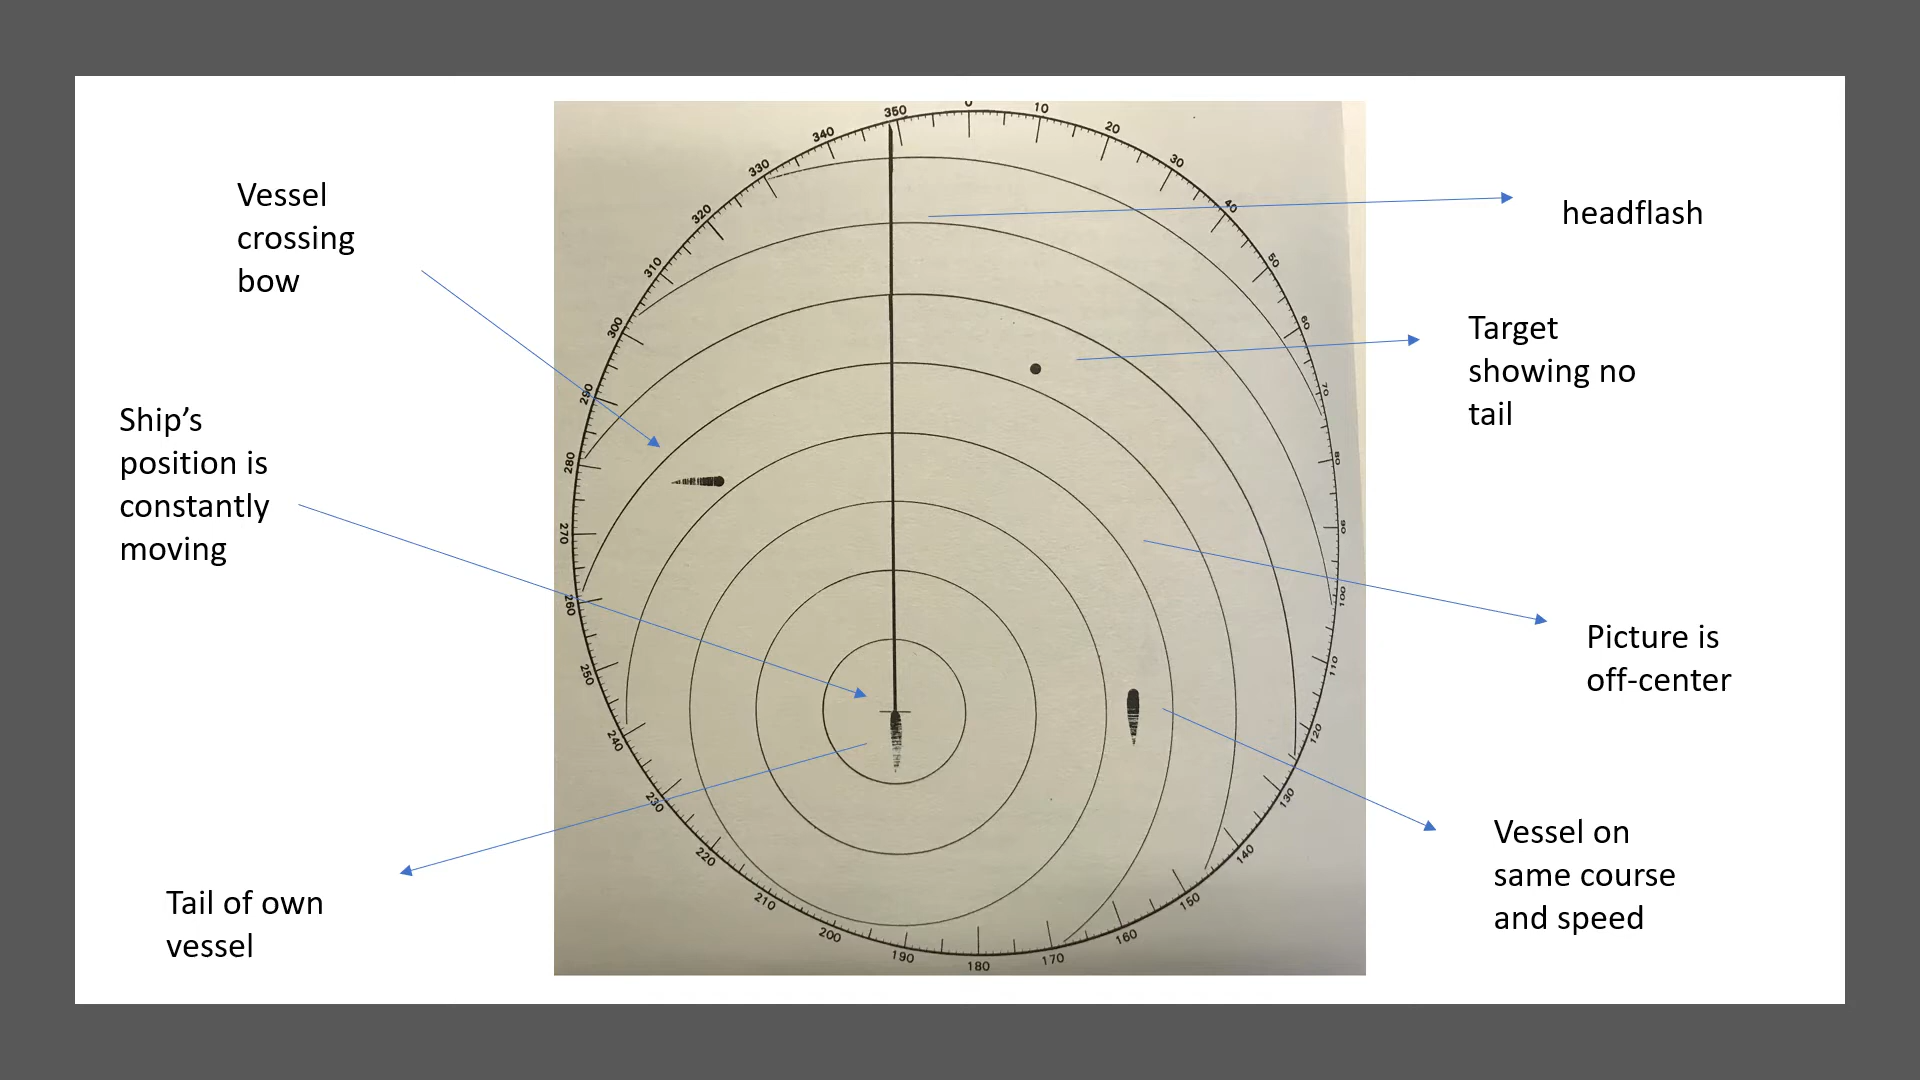 Vessel
crossing
bow
Ship’s
position is
constantly
moving
Tail of own
vessel
headflash
Target
showing no
tail
Picture is
off-center
Vessel on
same course
and speed
0
10
20
30
40
50
60
70
80
90
100
110
120
130
140
150
160
170
180
190
200
210
220
230
240
250
260
270
280
290
300
310
320
330
340
350